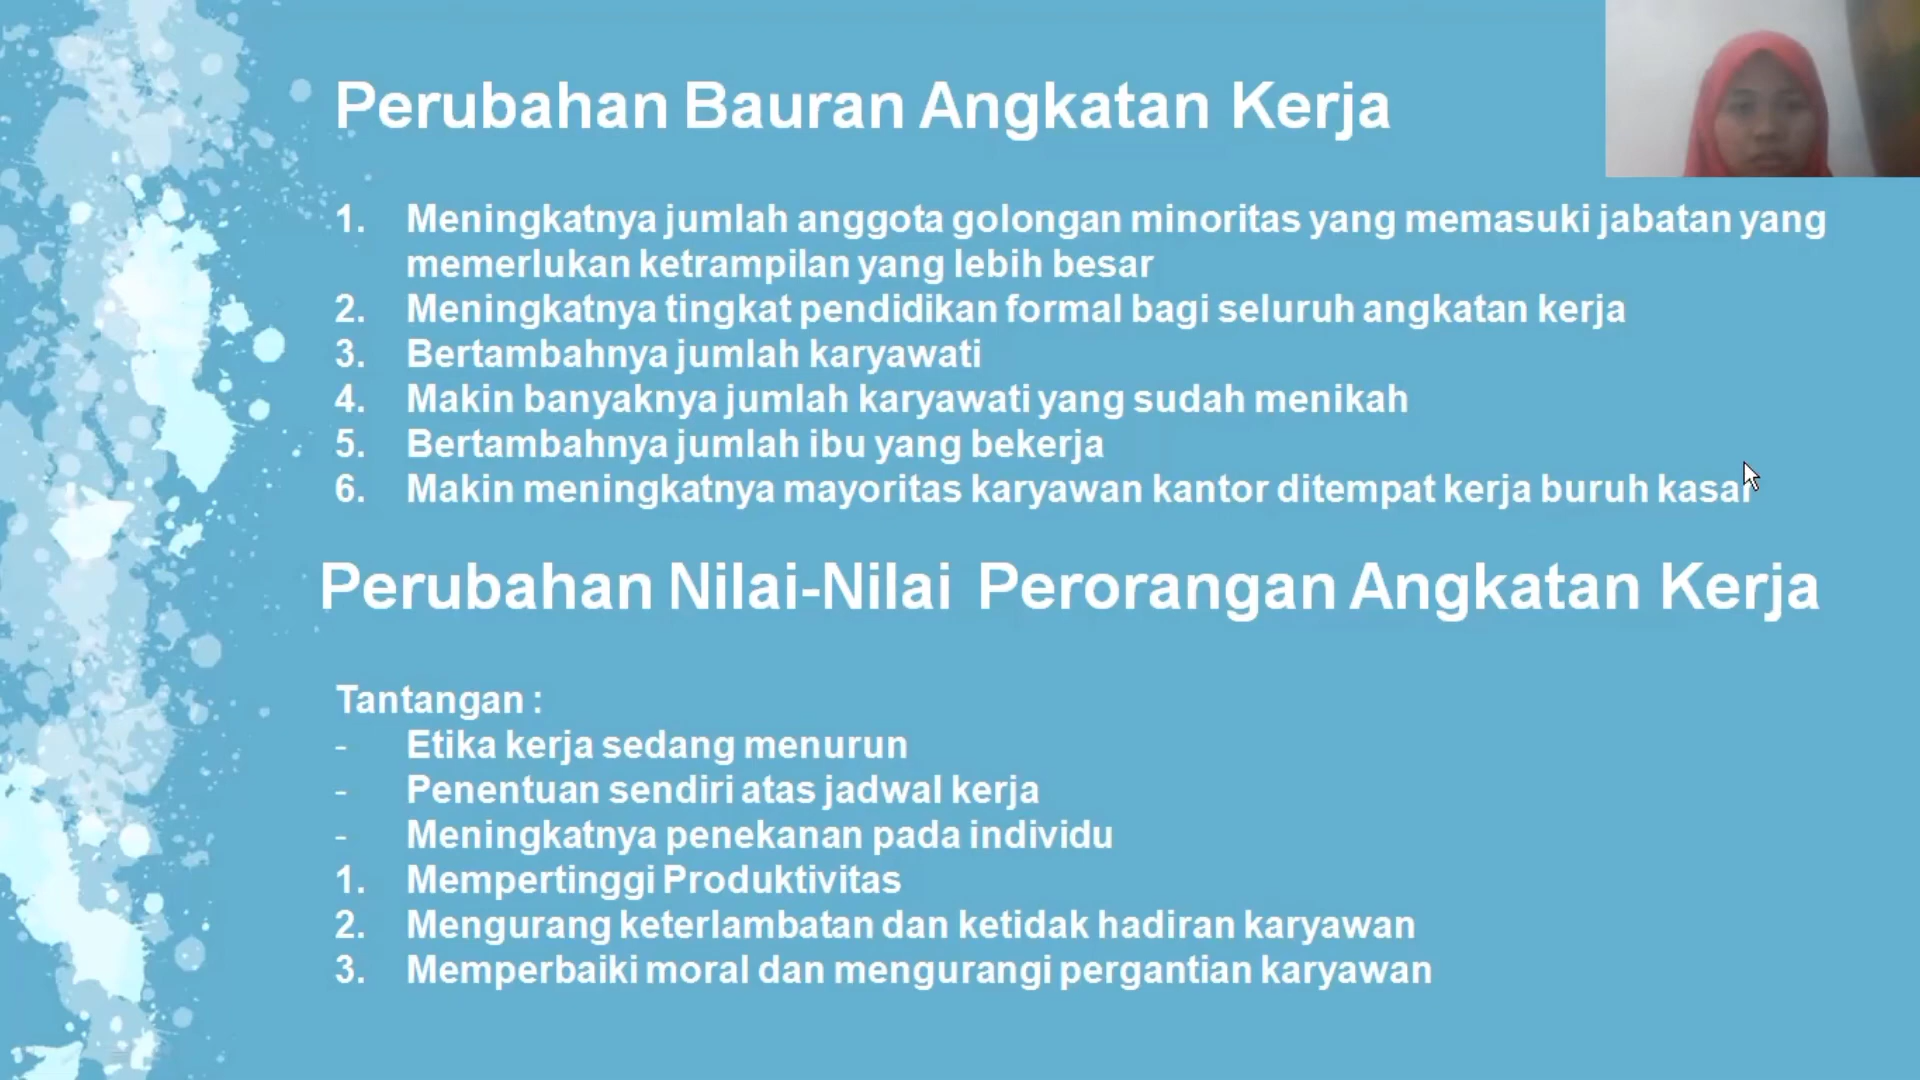 Perubahan Bauran Angkatan Kerja
1. Meningkatnya jumlah anggota golongan minoritas yang memasuki jabatan yang
memerlukan ketrampilan yang lebih besar
2. Meningkatnya tingkat pendidikan formal bagi seluruh angkatan kerja
3. Bertambahnya jumlah karyawati
4. Makin banyaknya jumlah karyawati yang sudah menikah
5. Bertambahnya jumlah ibu yang bekerja
6. Makin meningkatnya mayoritas karyawan kantor ditempat kerja buruh kasar
Perubahan Nilai-Nilai Perorangan Angkatan Kerja
Tantangan :
- Etika kerja sedang menurun
- Penentuan sendiri atas jadwal kerja
- Meningkatnya penekanan pada individu
1. Mempertinggi Produktivitas
2. Mengurang keterlambatan dan ketidak hadiran karyawan
3. Memperbaiki moral dan mengurangi pergantian karyawan